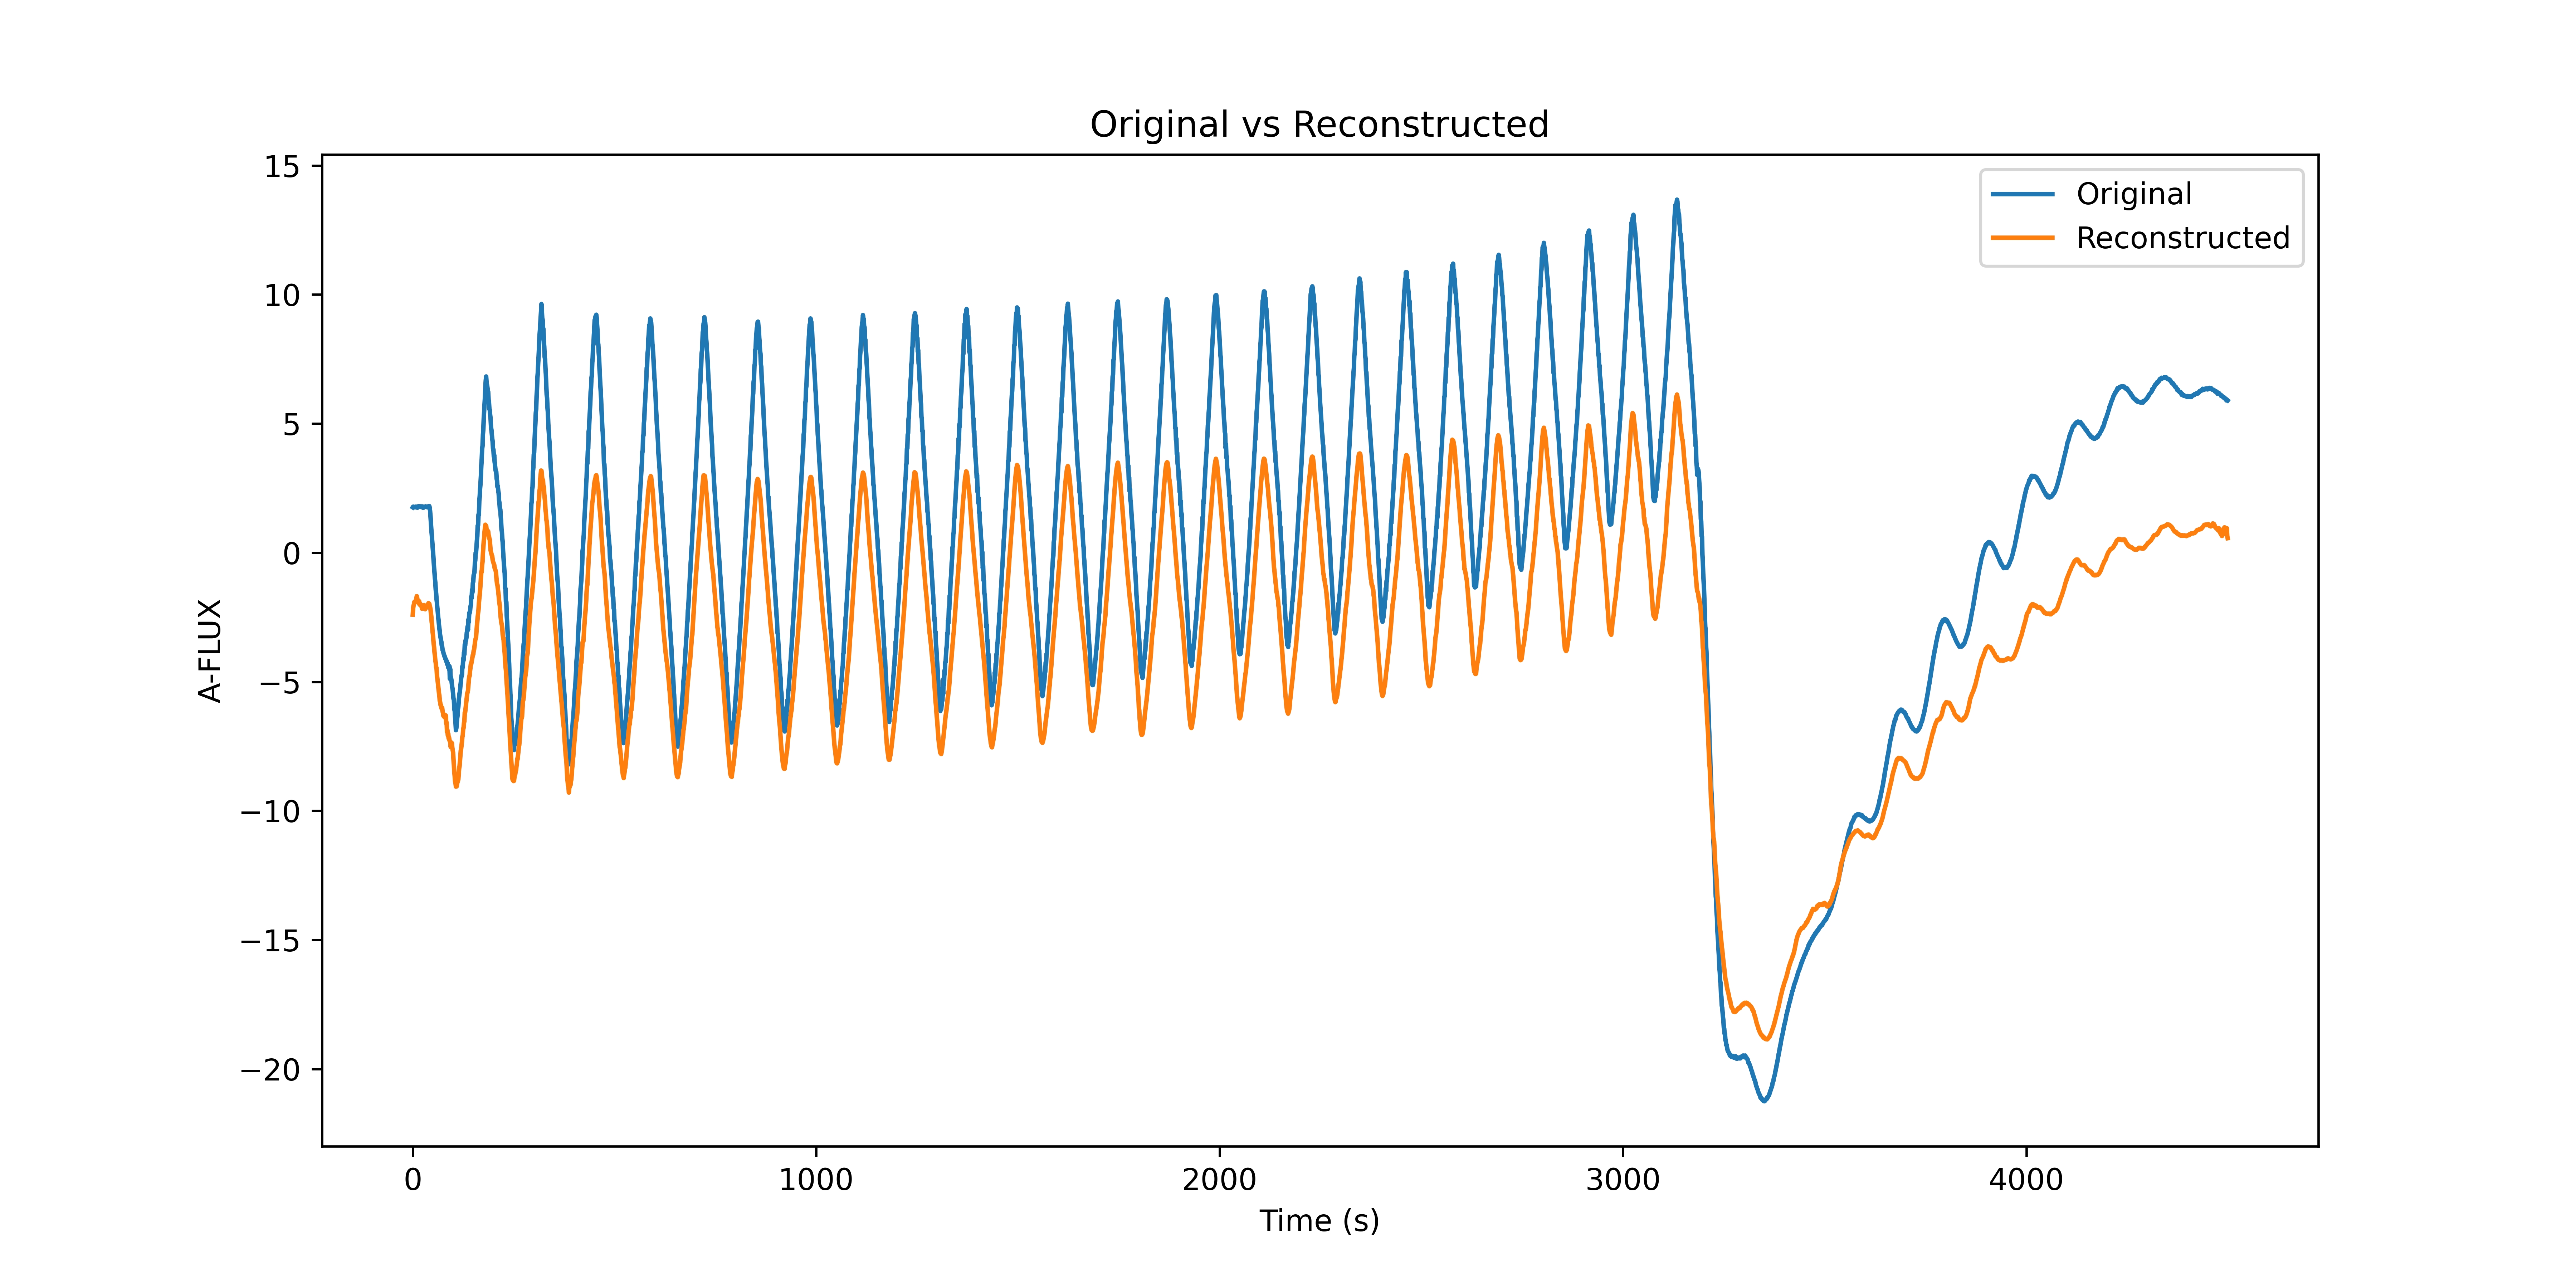 Original vs Reconstructed
15
10
5
0
−5
−10
−15
−20
A-FLUX
Original
Reconstructed
0
1000
2000
3000
4000
Time (s)